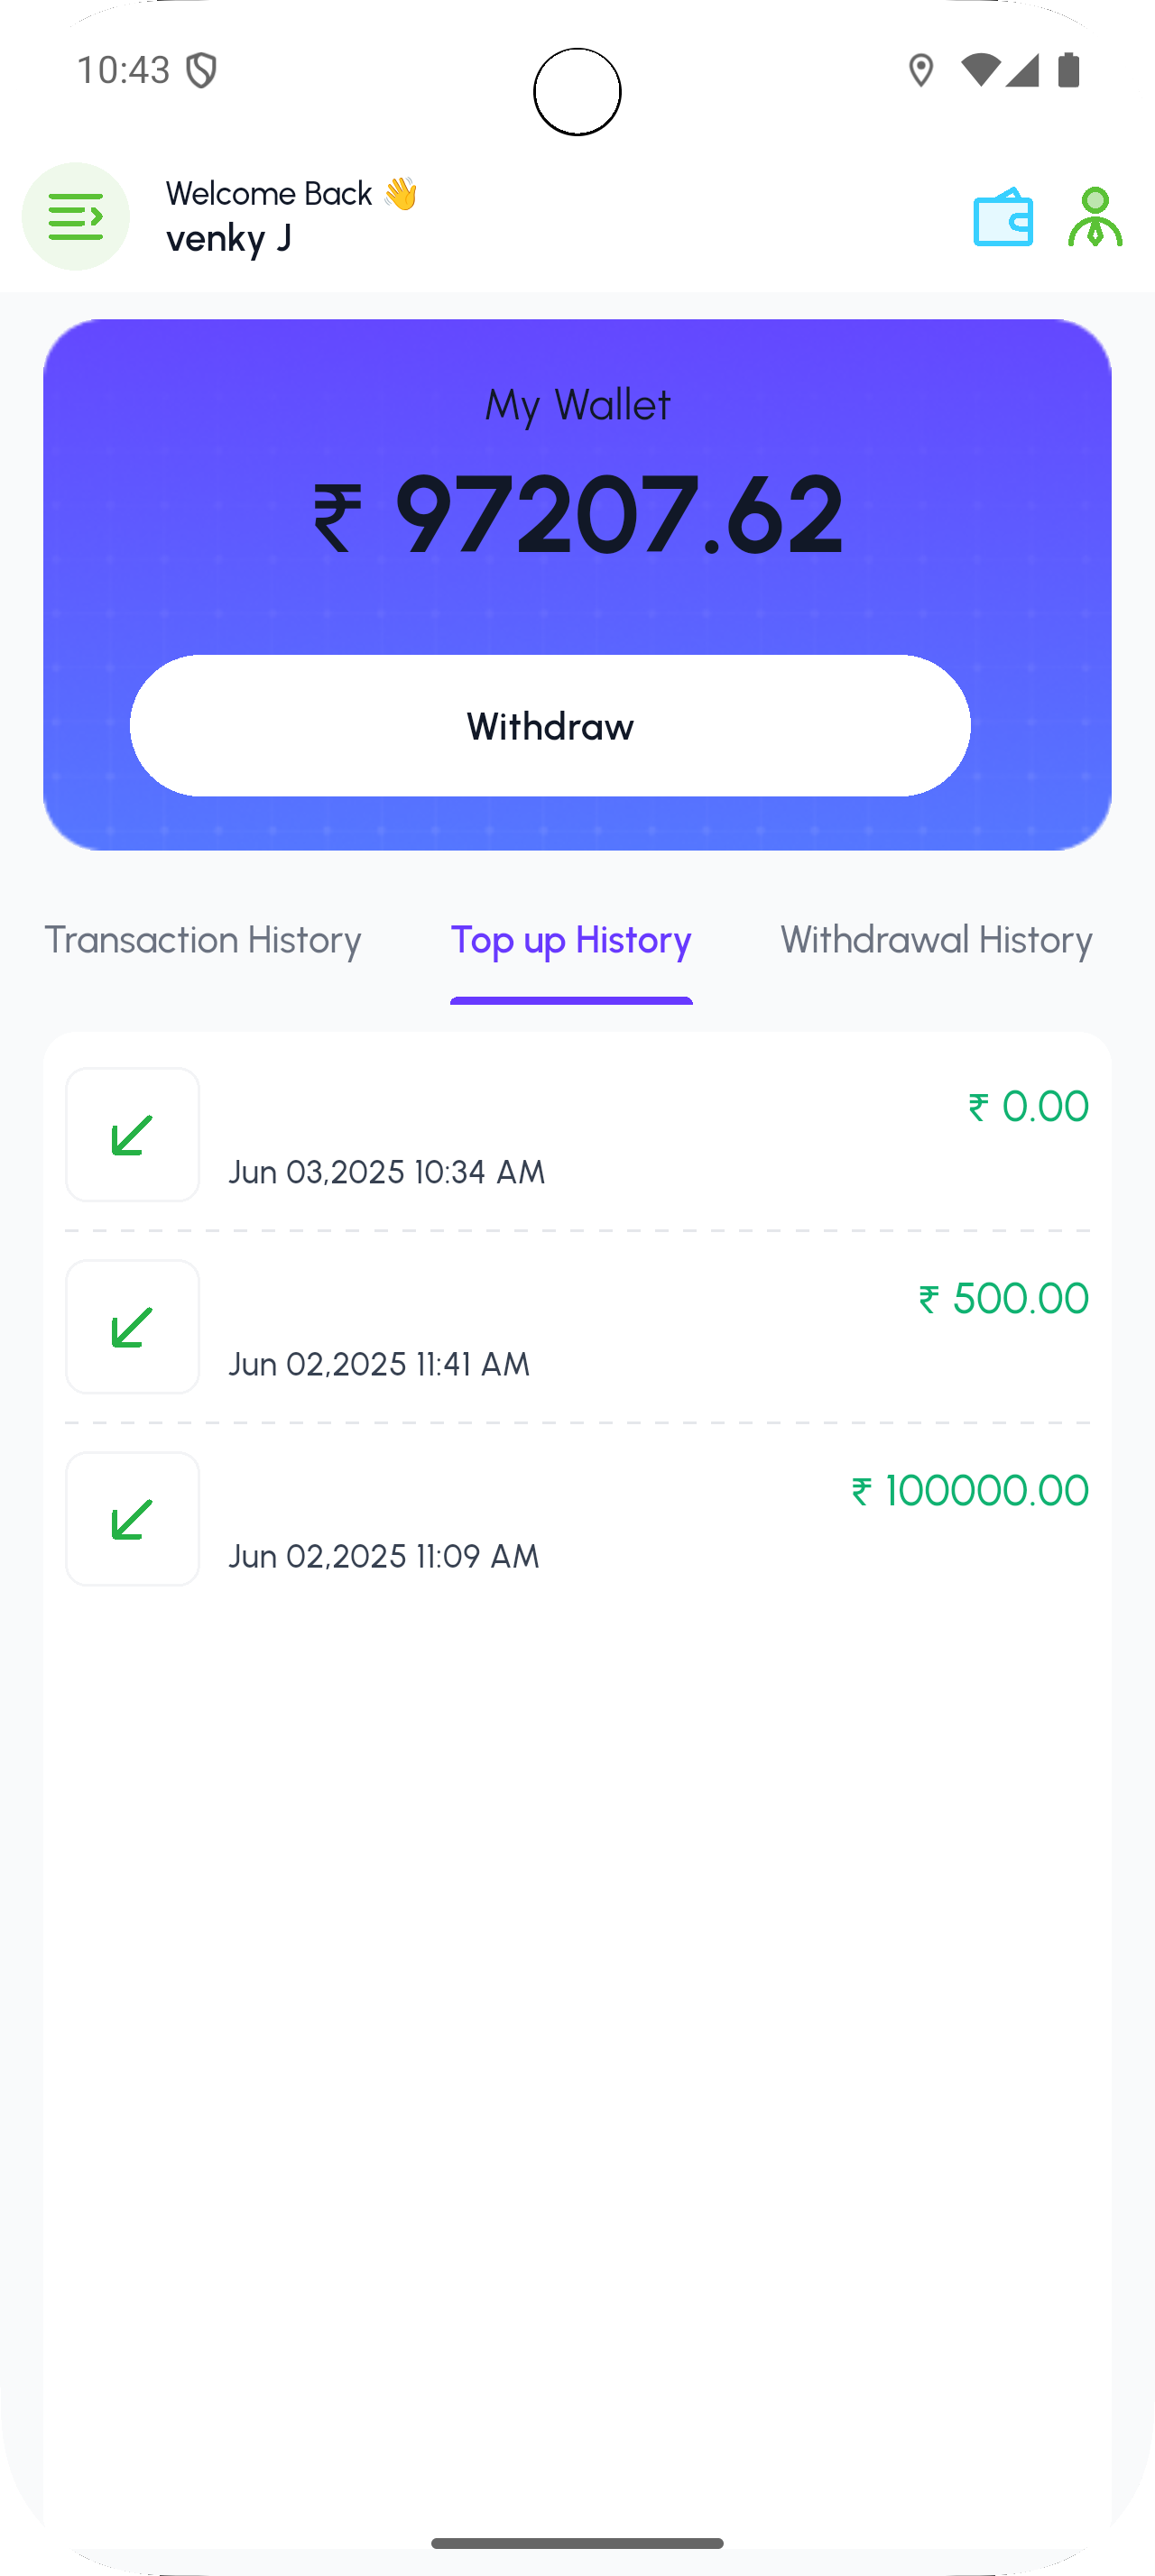 10:43
Welcome Back 👋
venky J
My Wallet
₹ 97207.62
Withdraw
Transaction History Top up History Withdrawal History
₹ 0.00
Jun 03,2025 10:34 AM
₹ 500.00
Jun 02,2025 11:41 AM
₹ 100000.00
Jun 02,2025 11:09 AM